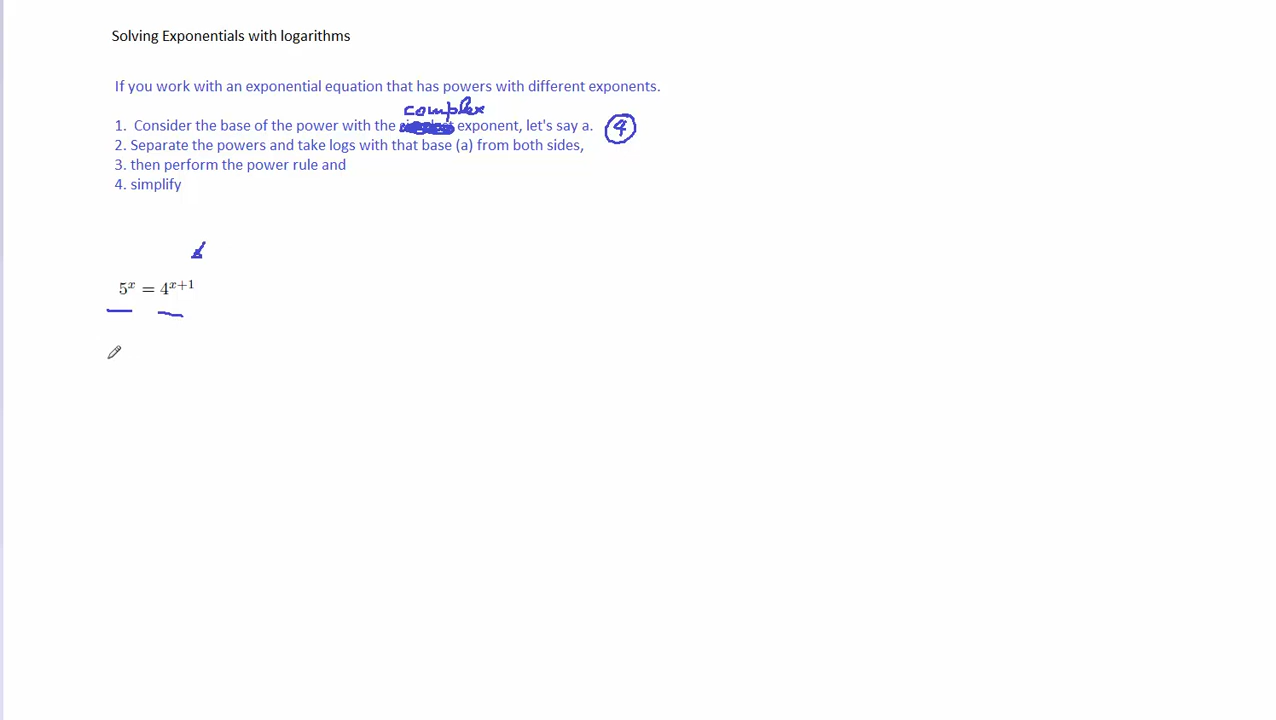 Solving Exponentials with logarithms
If you work with an exponential equation that has powers with different exponents.
complex
1. Consider the base of the power with the exponent, let's say a. 4
2. Separate the powers and take logs with that base (a) from both sides,
3. then perform the power rule and
4. simplify
5ˣ = 4ˣ⁺¹